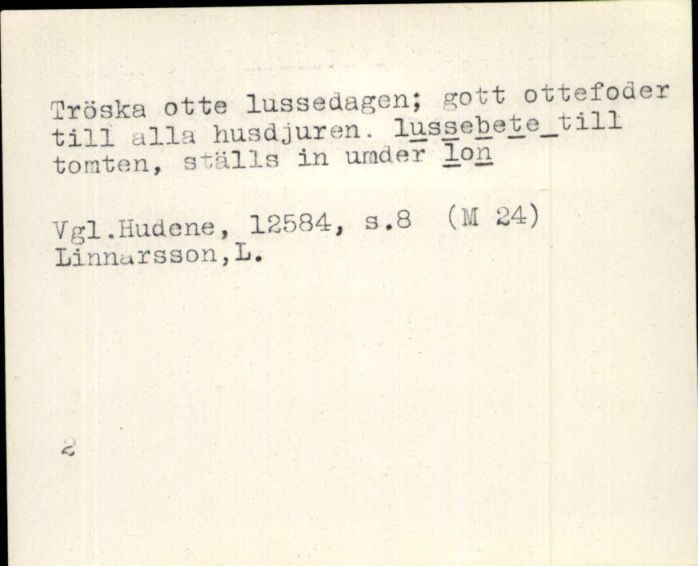 Tröska otte lussedagen; gott ottefoder
till alla husdjuren. lussebete till
tomten, ställs in umder lon
Vgl.Hudene, 12584, s.8 (M 24)
Linnarsson,L.
2